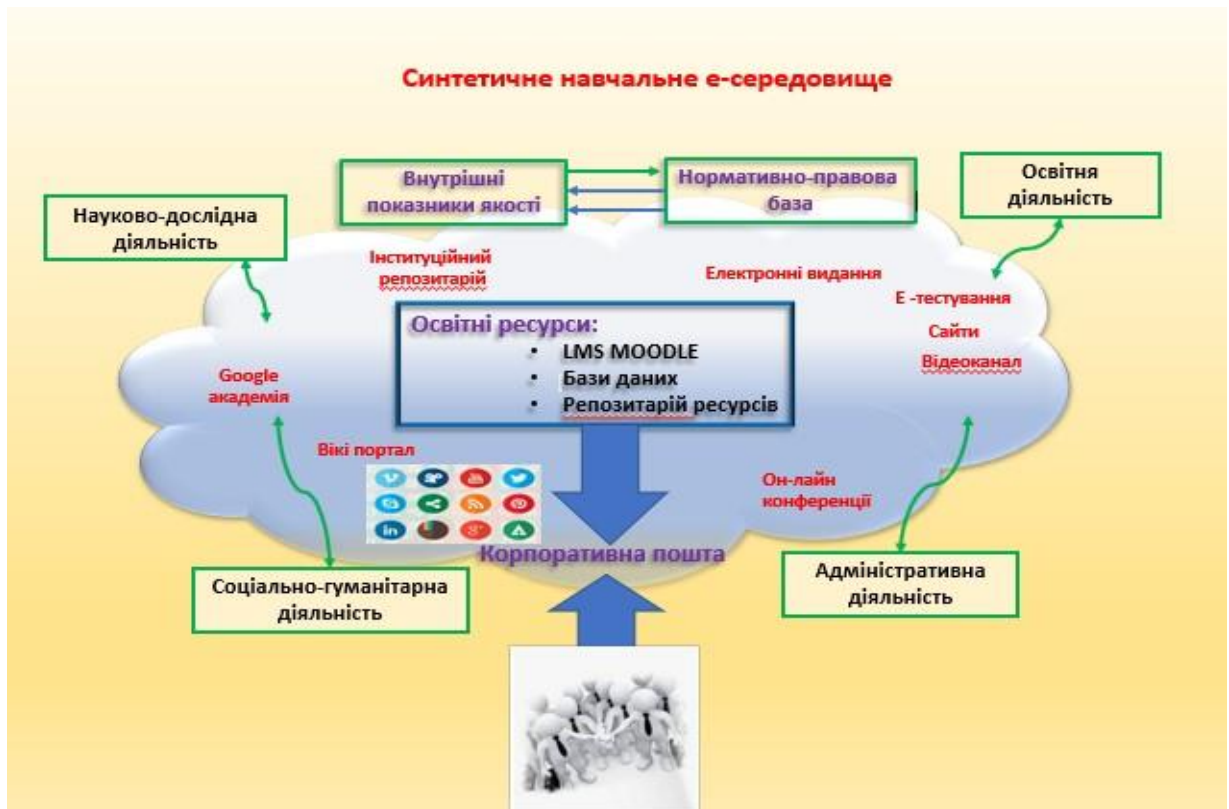 Синтетичне навчальне е-середовище
Внутрішні
показники якості
Нормативно-правова
база
Освітня
діяльність
Науково-дослідна
діяльність
Інституційний
репозитарій
Електронні видання
Е -тестування
Сайти
Відеоканал
Освітні ресурси:
• LMS MOODLE
• Бази даних
• Репозитарій ресурсів
Google
академія
Вікі портал
Он-лайн
конференції
in
g+
Корпоративна пошта
Соціально-гуманітарна
діяльність
Адміністративна
діяльність